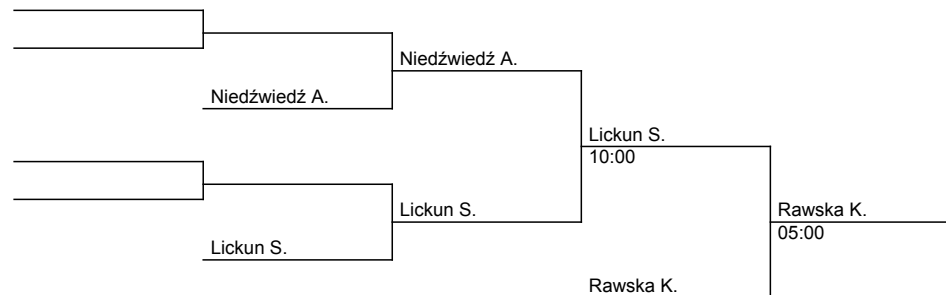 Niedźwiedź A.
Niedźwiedź A.
Lickun S.
10:00
Lickun S.
Rawska K.
05:00
Lickun S.
Rawska K.